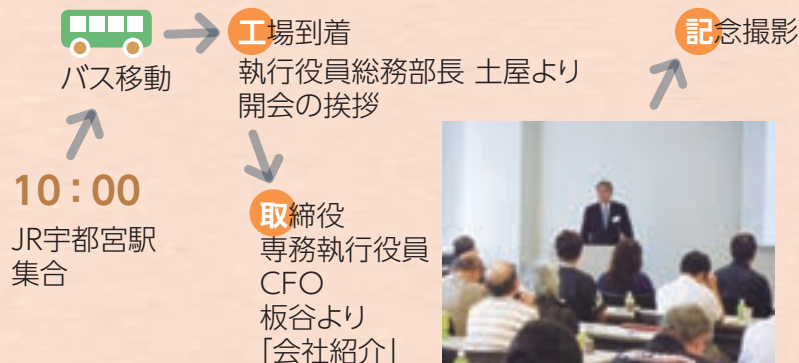 10：00
JR宇都宮駅
集合
バス移動
工場到着
執行役員総務部長 土屋より
開会の挨拶
取締役
専務執行役員
CFO
板谷より
「会社紹介」
記念撮影